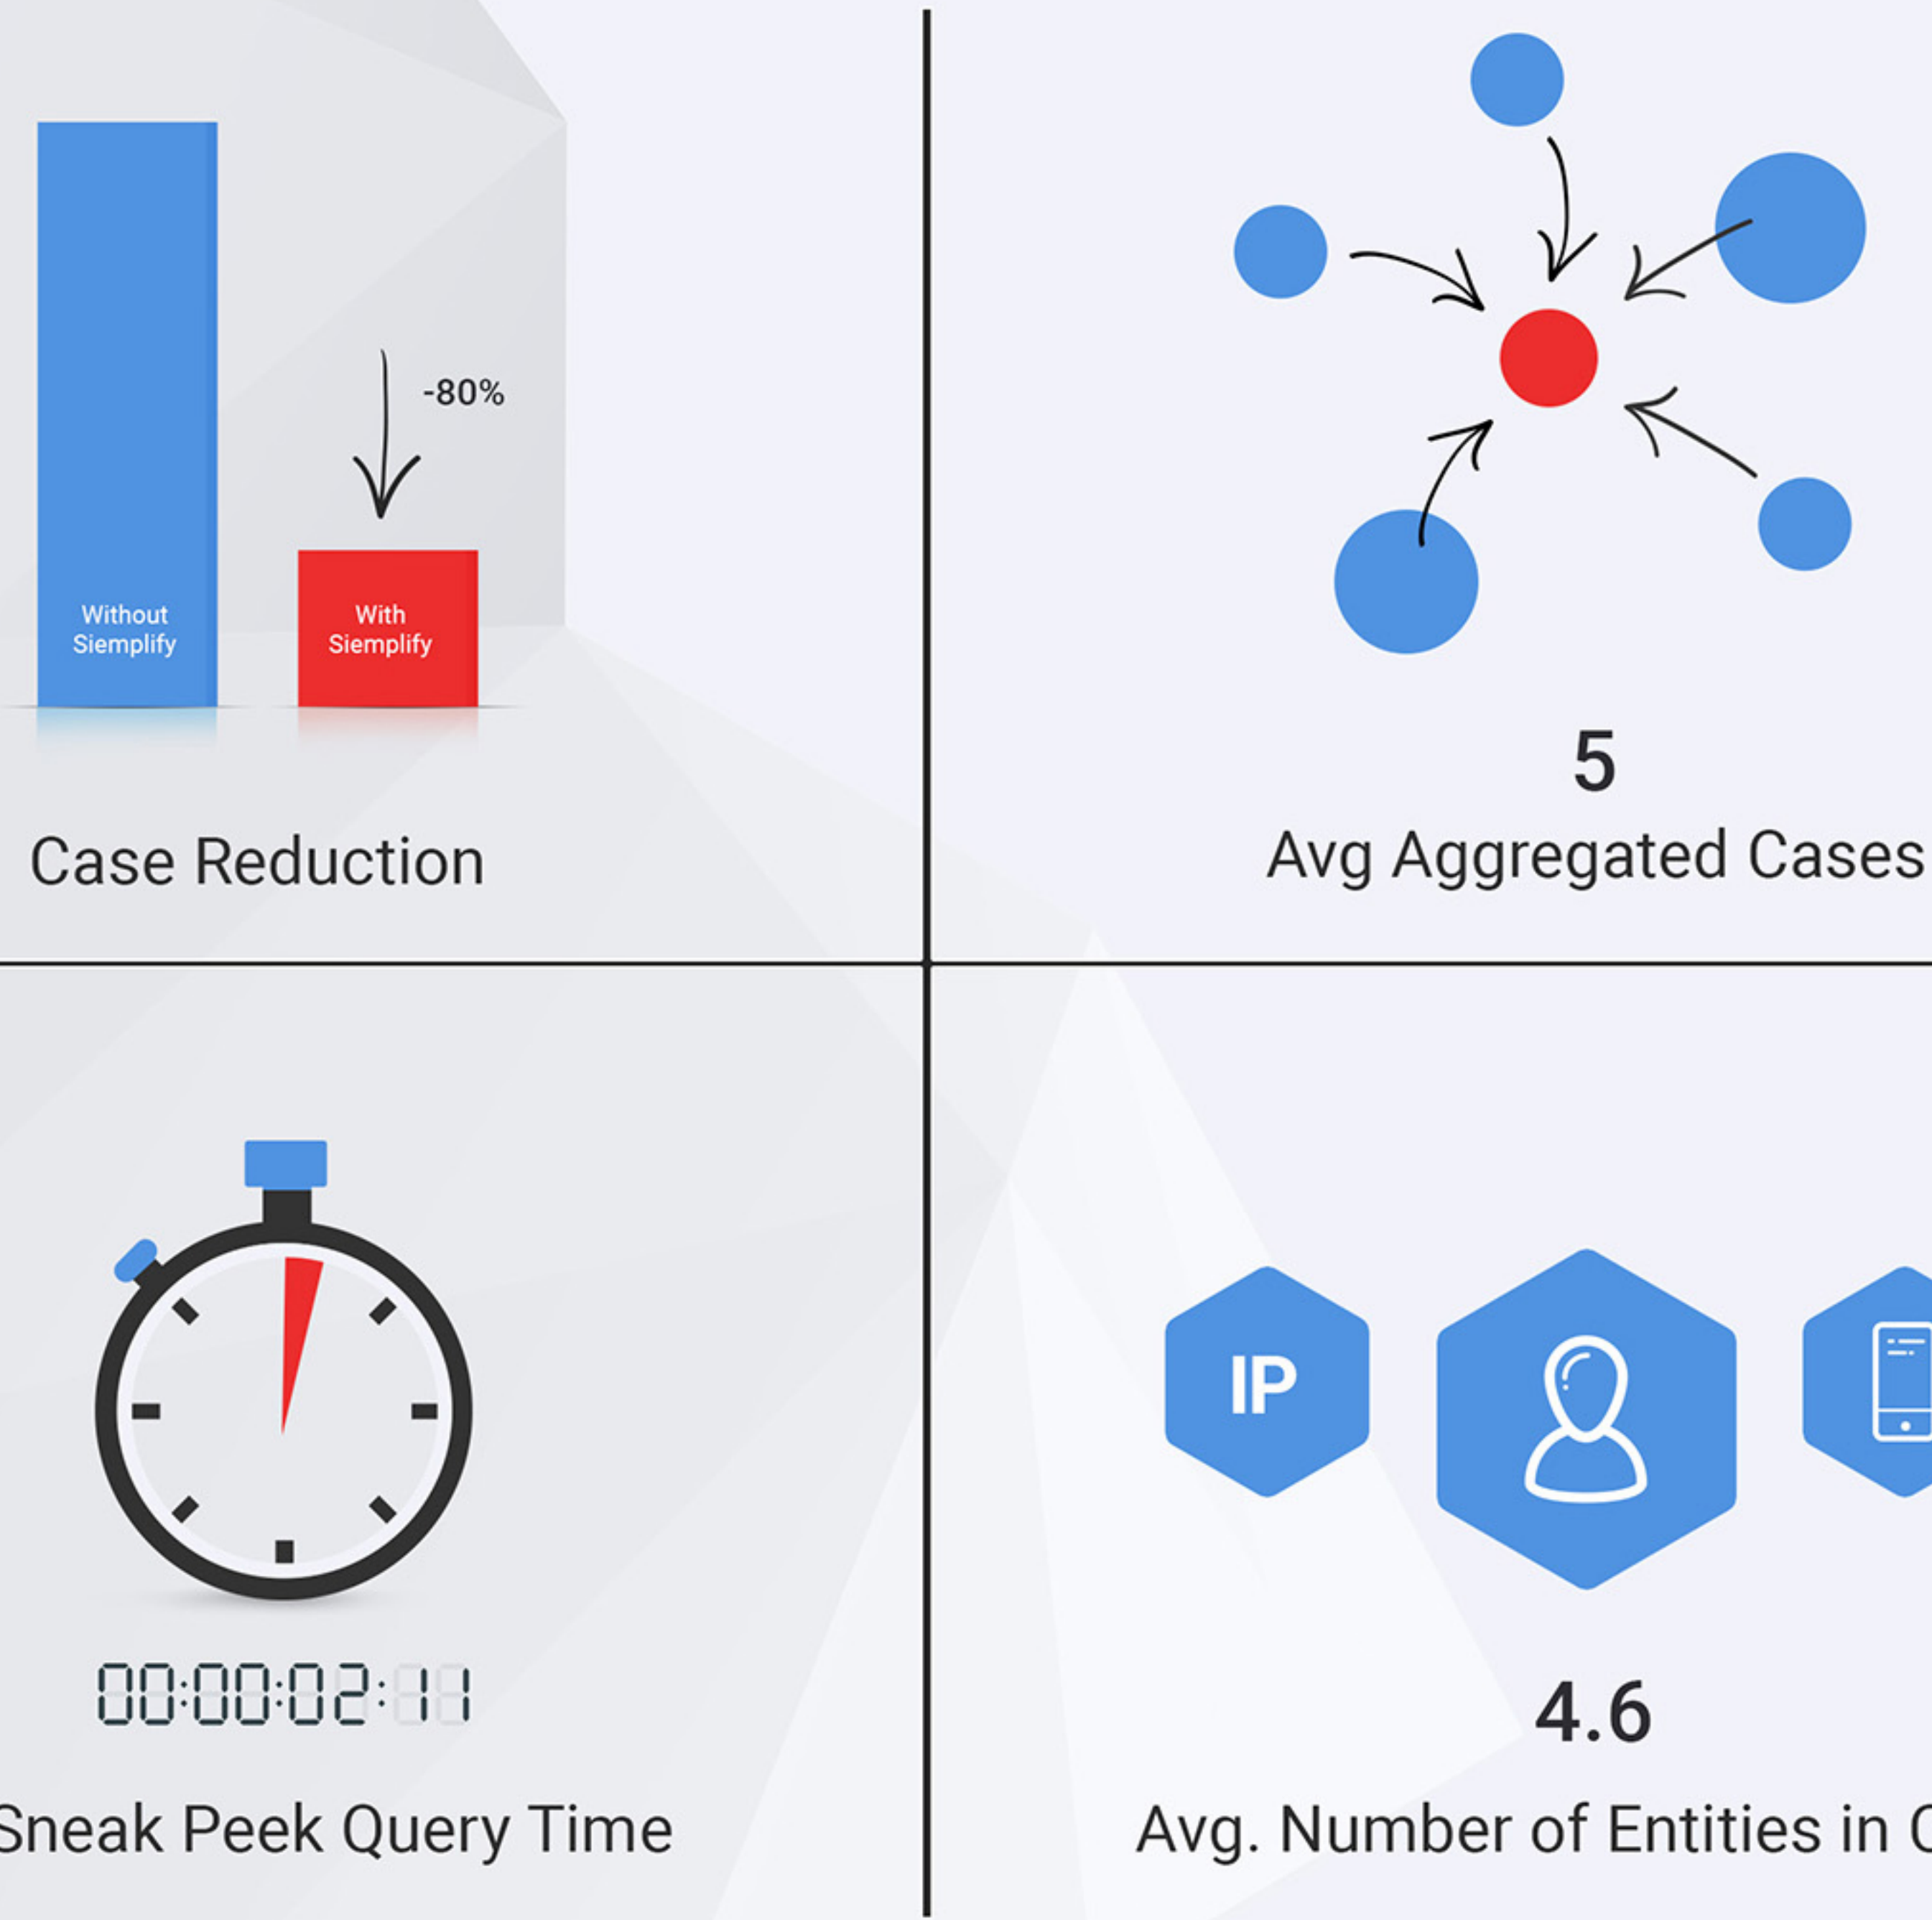 -80%
Without
Siemplify
With
Siemplify
Case Reduction
5
Avg Aggregated Cases
00:00:02:11
Sneak Peek Query Time
IP
4.6
Avg. Number of Entities in